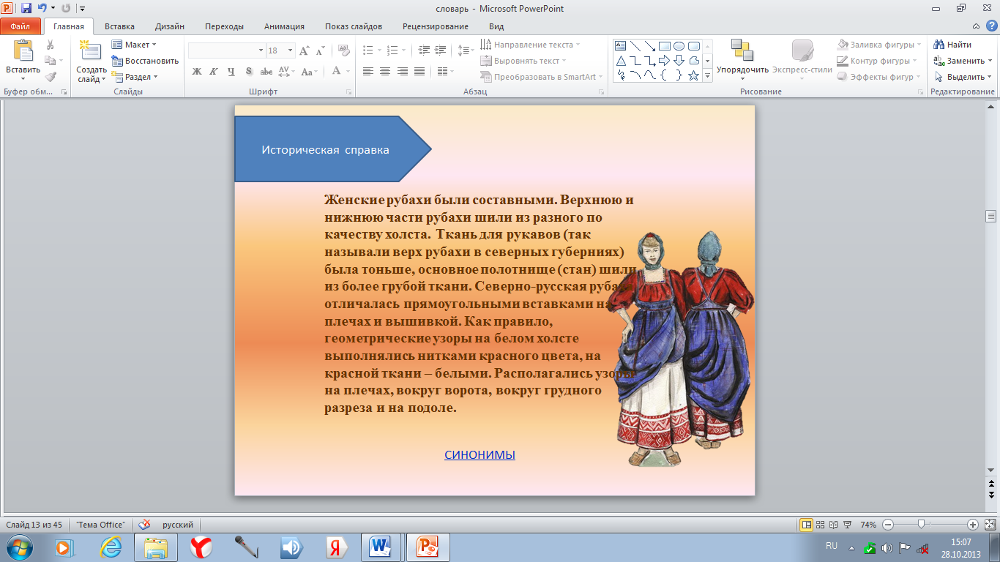 словарь - Microsoft PowerPoint
Файл Главная Вставка Дизайн Переходы Анимация Показ слайдов Рецензирование Вид
Вставить
Буфер обм...
Создать слайд
Макет
Восстановить
Раздел
Слайды
18
Ж К Ч S abc AV Aa А
Шрифт
Направление текста
Выровнять текст
Преобразовать в SmartArt
Абзац
Упорядочить
Экспресс-стили
Заливка фигуры
Контур фигуры
Эффекты фигур
Рисование
Найти
Заменить
Выделить
Редактирование
Историческая справка
Женские рубахи были составными. Верхнюю и
нижнюю части рубахи шили из разного по
качеству холста. Ткань для рукавов (так
называли верх рубахи в северных губерниях)
была тоньше, основное полотнище (стан) шили
из более грубой ткани. Северно-русская рубаха
отличалась прямоугольными вставками на
плечах и вышивкой. Как правило,
геометрические узоры на белом холсте
выполнялись нитками красного цвета, на
красной ткани – белыми. Располагались узоры
на плечах, вокруг ворота, вокруг грудного
разреза и на подоле.
СИНОНИМЫ
Слайд 13 из 45 "Тема Office" русский 74%
RU 15:07
28.10.2013